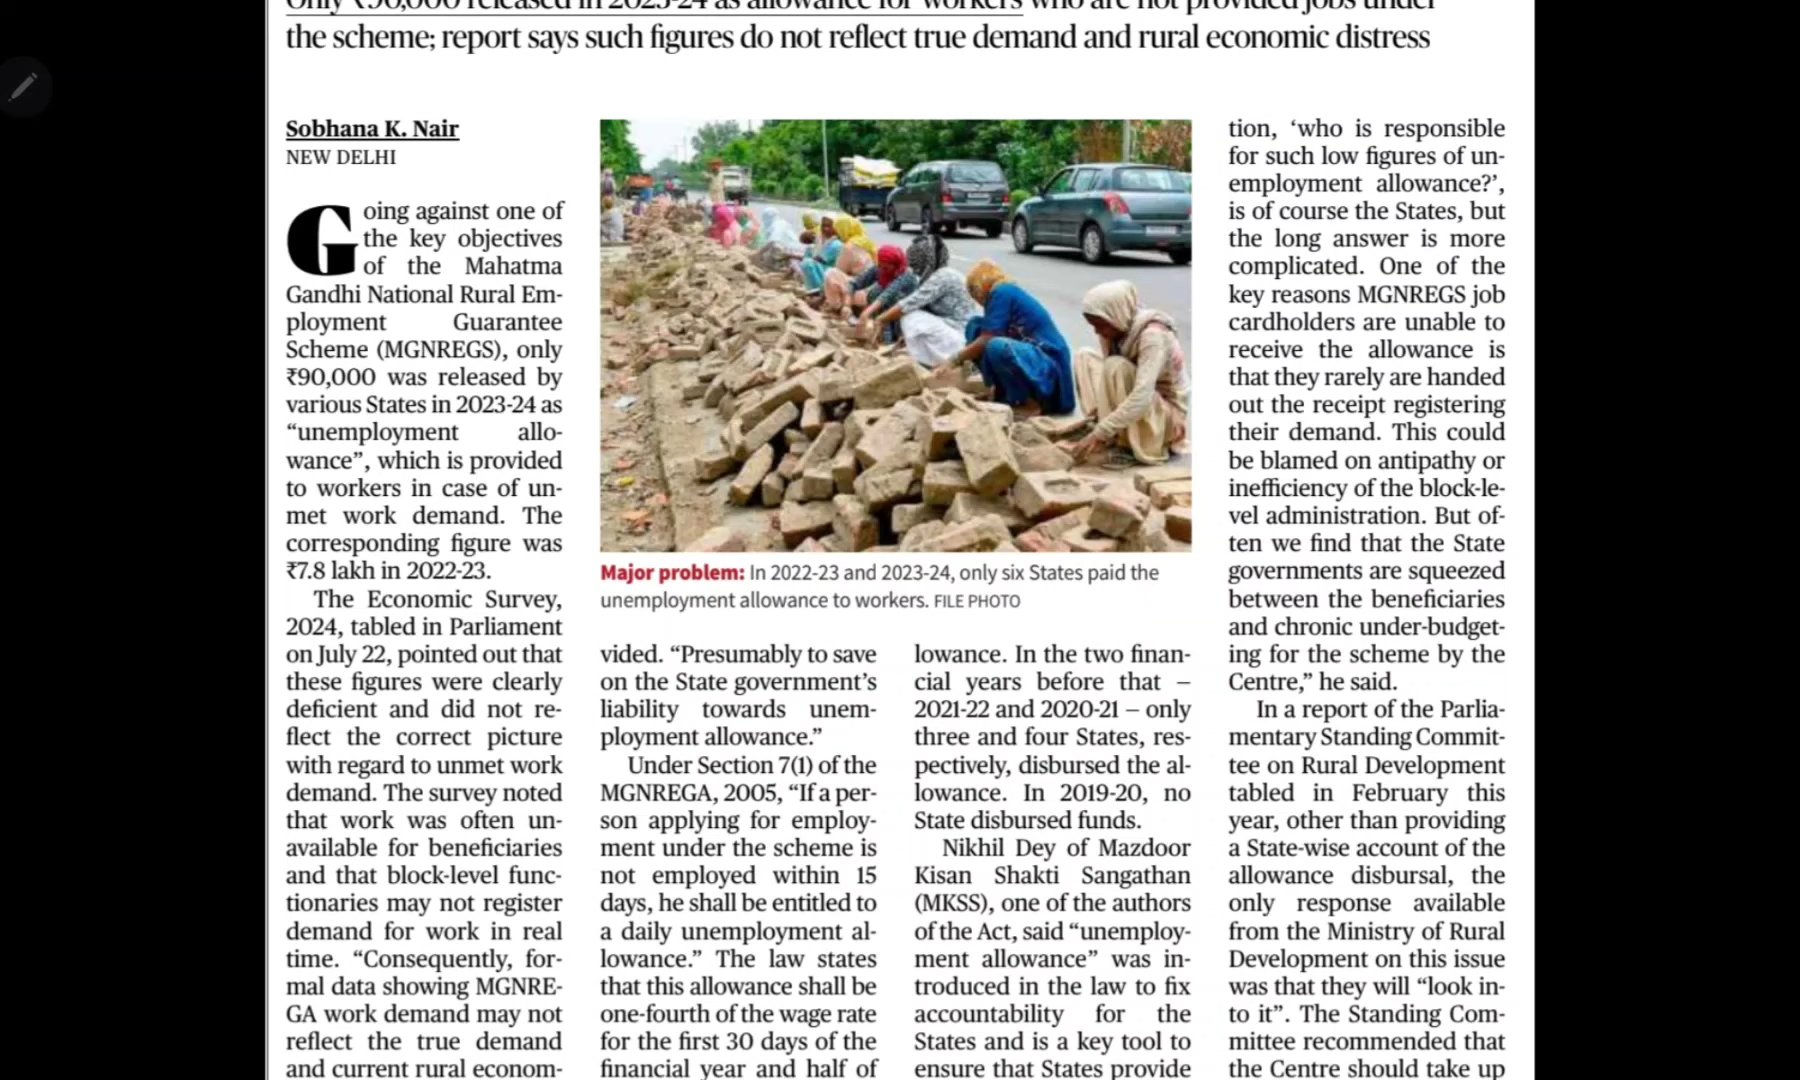 Only ₹90,000 released in 2023-24 as allowance for workers who are not provided jobs under
the scheme; report says such figures do not reflect true demand and rural economic distress
Sobhana K. Nair
NEW DELHI
Going against one of
the key objectives
of the Mahatma
Gandhi National Rural Em-
ployment Guarantee
Scheme (MGNREGS), only
₹90,000 was released by
various States in 2023-24 as
“unemployment allo-
wance”, which is provided
to workers in case of un-
met work demand. The
corresponding figure was
₹7.8 lakh in 2022-23.
The Economic Survey,
2024, tabled in Parliament
on July 22, pointed out that
these figures were clearly
deficient and did not re-
flect the correct picture
with regard to unmet work
demand. The survey noted
that work was often un-
available for beneficiaries
and that block-level func-
tionaries may not register
demand for work in real
time. “Consequently, for-
mal data showing MGNRE-
GA work demand may not
reflect the true demand
and current rural econom-
Major problem: In 2022-23 and 2023-24, only six States paid the
unemployment allowance to workers. FILE PHOTO
vided. “Presumably to save
on the State government’s
liability towards unem-
ployment allowance.”
Under Section 7(1) of the
MGNREGA, 2005, “If a per-
son applying for employ-
ment under the scheme is
not employed within 15
days, he shall be entitled to
a daily unemployment al-
lowance.” The law states
that this allowance shall be
one-fourth of the wage rate
for the first 30 days of the
financial year and half of
lowance. In the two finan-
cial years before that –
2021-22 and 2020-21 – only
three and four States, res-
pectively, disbursed the al-
lowance. In 2019-20, no
State disbursed funds.
Nikhil Dey of Mazdoor
Kisan Shakti Sangathan
(MKSS), one of the authors
of the Act, said “unemploy-
ment allowance” was in-
troduced in the law to fix
accountability for the
States and is a key tool to
ensure that States provide
tion, ‘who is responsible
for such low figures of un-
employment allowance?’,
is of course the States, but
the long answer is more
complicated. One of the
key reasons MGNREGS job
cardholders are unable to
receive the allowance is
that they rarely are handed
out the receipt registering
their demand. This could
be blamed on antipathy or
inefficiency of the block-le-
vel administration. But of-
ten we find that the State
governments are squeezed
between the beneficiaries
and chronic under-budget-
ing for the scheme by the
Centre,” he said.
In a report of the Parlia-
mentary Standing Commit-
tee on Rural Development
tabled in February this
year, other than providing
a State-wise account of the
allowance disbursal, the
only response available
from the Ministry of Rural
Development on this issue
was that they will “look in-
to it”. The Standing Com-
mittee recommended that
the Centre should take up